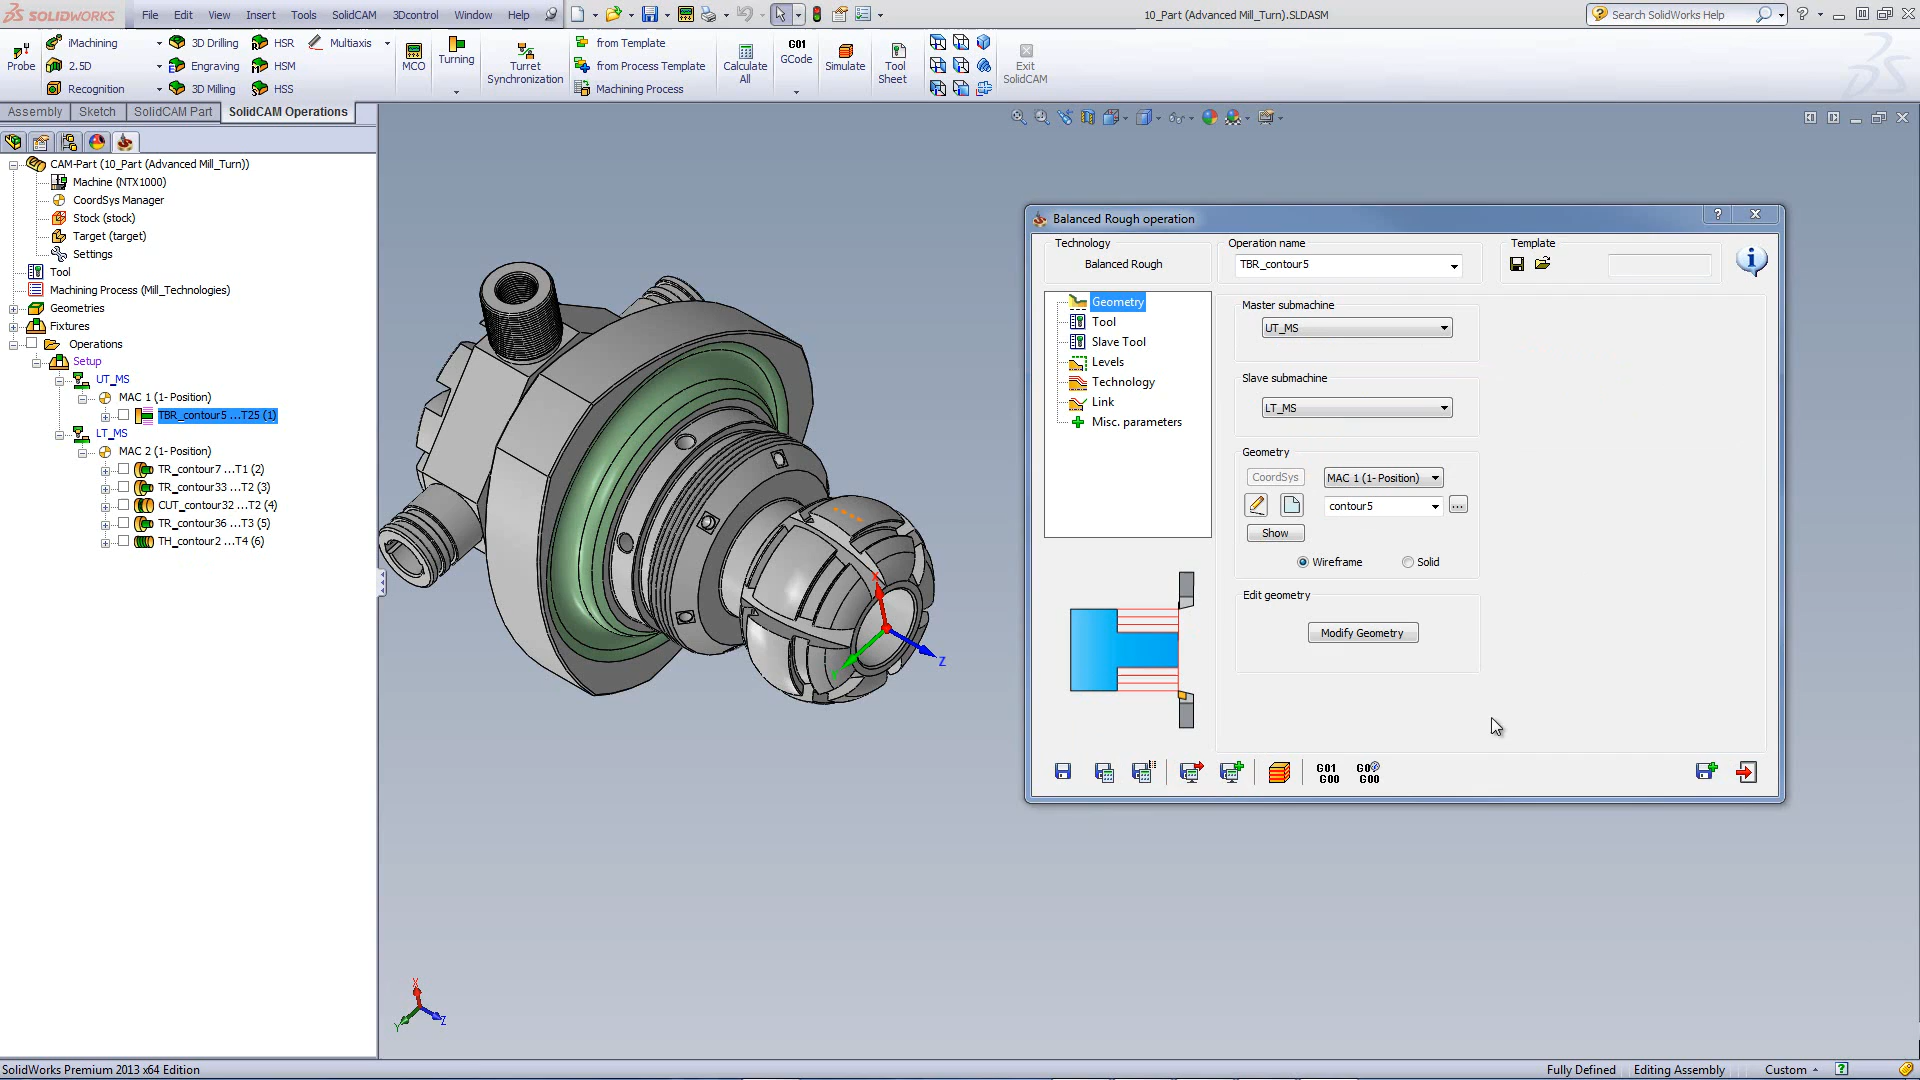 SOLIDWORKS File Edit View Insert Tools SolidCAM 3Dcontrol Window Help 10_Part (Advanced Mill_Turn).SLDASM Search SolidWorks Help
iMachining 3D Drilling HSR Multiaxis from Template
Probe 2.5D Engraving HSM MCO Turning Turret Synchronization from Process Template Calculate All GCode Simulate Tool Sheet Exit SolidCAM
Recognition 3D Milling HSS Machining Process
G01
Assembly Sketch SolidCAM Part SolidCAM Operations
CAM-Part (10_Part (Advanced Mill_Turn))
Machine (NTX1000)
CoordSys Manager
Stock (stock)
Target (target)
Settings
Tool
Machining Process (Mill_Technologies)
Geometries
Fixtures
Operations
Setup
UT_MS
MAC 1 (1- Position)
TBR_contour5 ...T25 (1)
LT_MS
MAC 2 (1- Position)
TR_contour7 ...T1 (2)
TR_contour33 ...T2 (3)
CUT_contour32 ...T2 (4)
TR_contour36 ...T3 (5)
TH_contour2 ...T4 (6)
X
Z
X
Y
Z
Balanced Rough operation
Technology
Balanced Rough
Operation name
TBR_contour5
Template
Geometry
Tool
Slave Tool
Levels
Technology
Link
Misc. parameters
Master submachine
UT_MS
Slave submachine
LT_MS
Geometry
CoordSys MAC 1 (1- Position)
contour5 ...
Show
Wireframe Solid
Edit geometry
Modify Geometry
G01
G00
G00
SolidWorks Premium 2013 x64 Edition Fully Defined Editing Assembly Custom